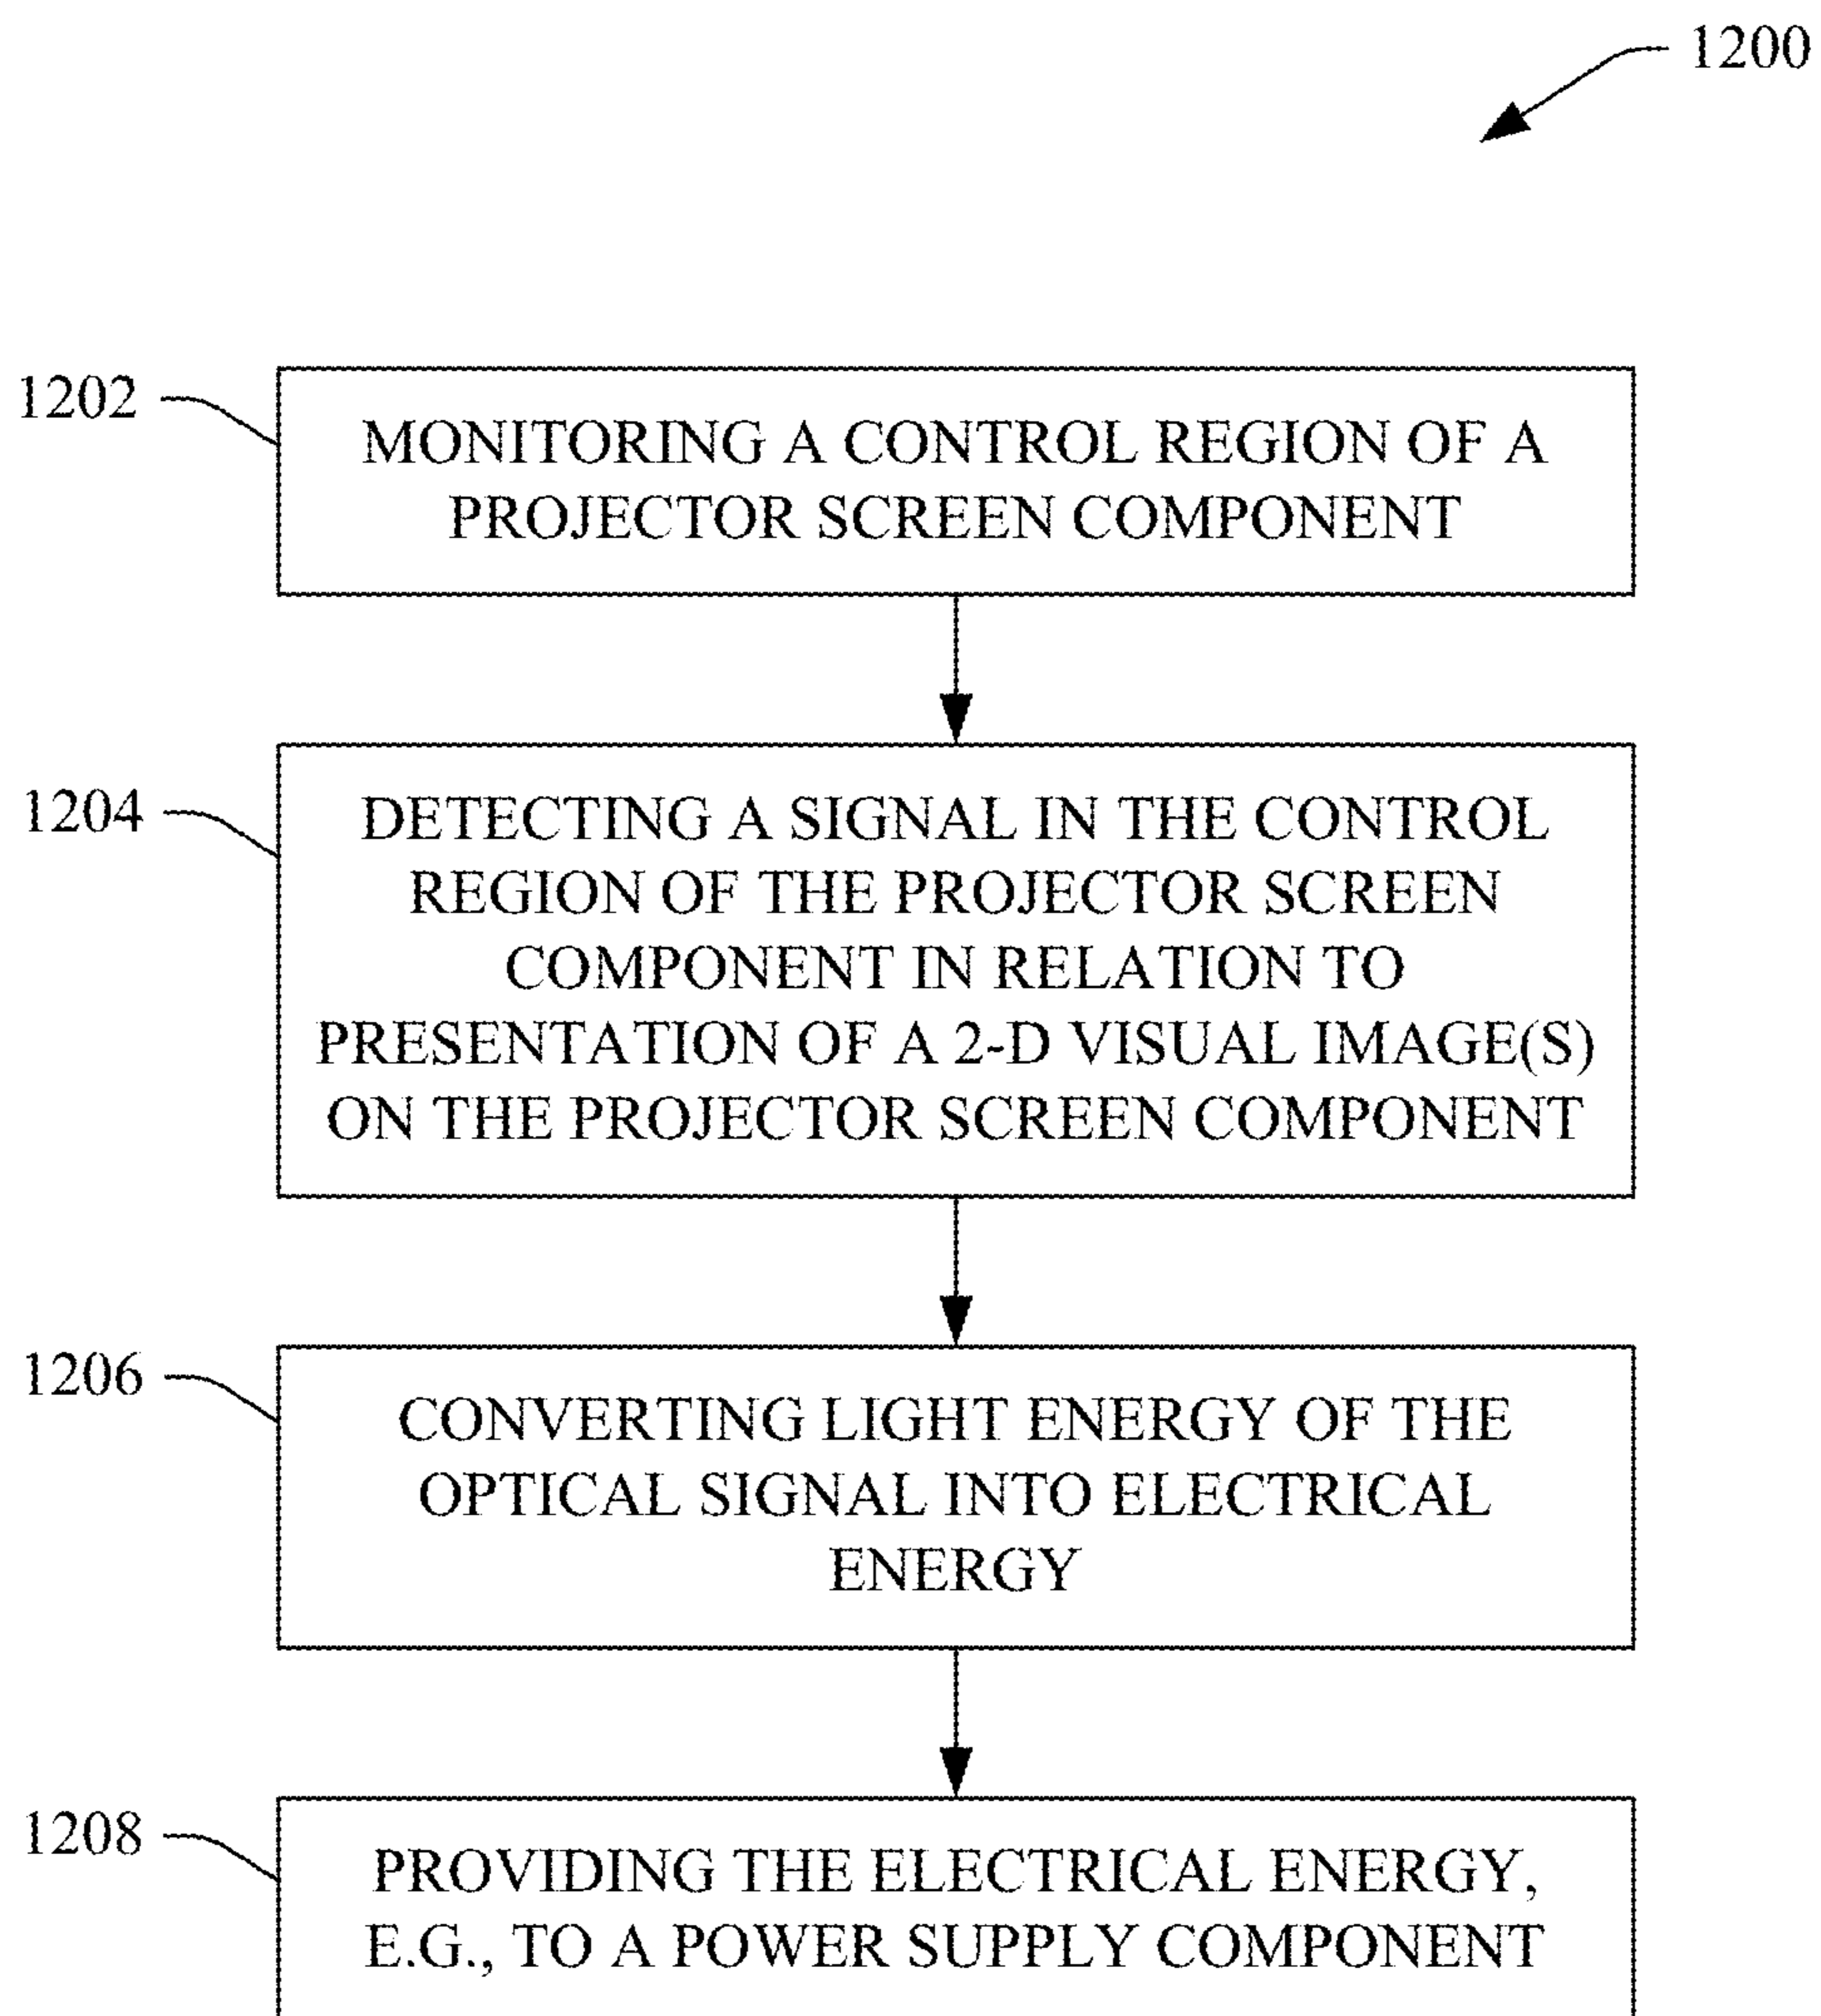 1200
1202
MONITORING A CONTROL REGION OF A
PROJECTOR SCREEN COMPONENT
1204
DETECTING A SIGNAL IN THE CONTROL
REGION OF THE PROJECTOR SCREEN
COMPONENT IN RELATION TO
PRESENTATION OF A 2-D VISUAL IMAGE(S)
ON THE PROJECTOR SCREEN COMPONENT
1206
CONVERTING LIGHT ENERGY OF THE
OPTICAL SIGNAL INTO ELECTRICAL
ENERGY
1208
PROVIDING THE ELECTRICAL ENERGY,
E.G., TO A POWER SUPPLY COMPONENT